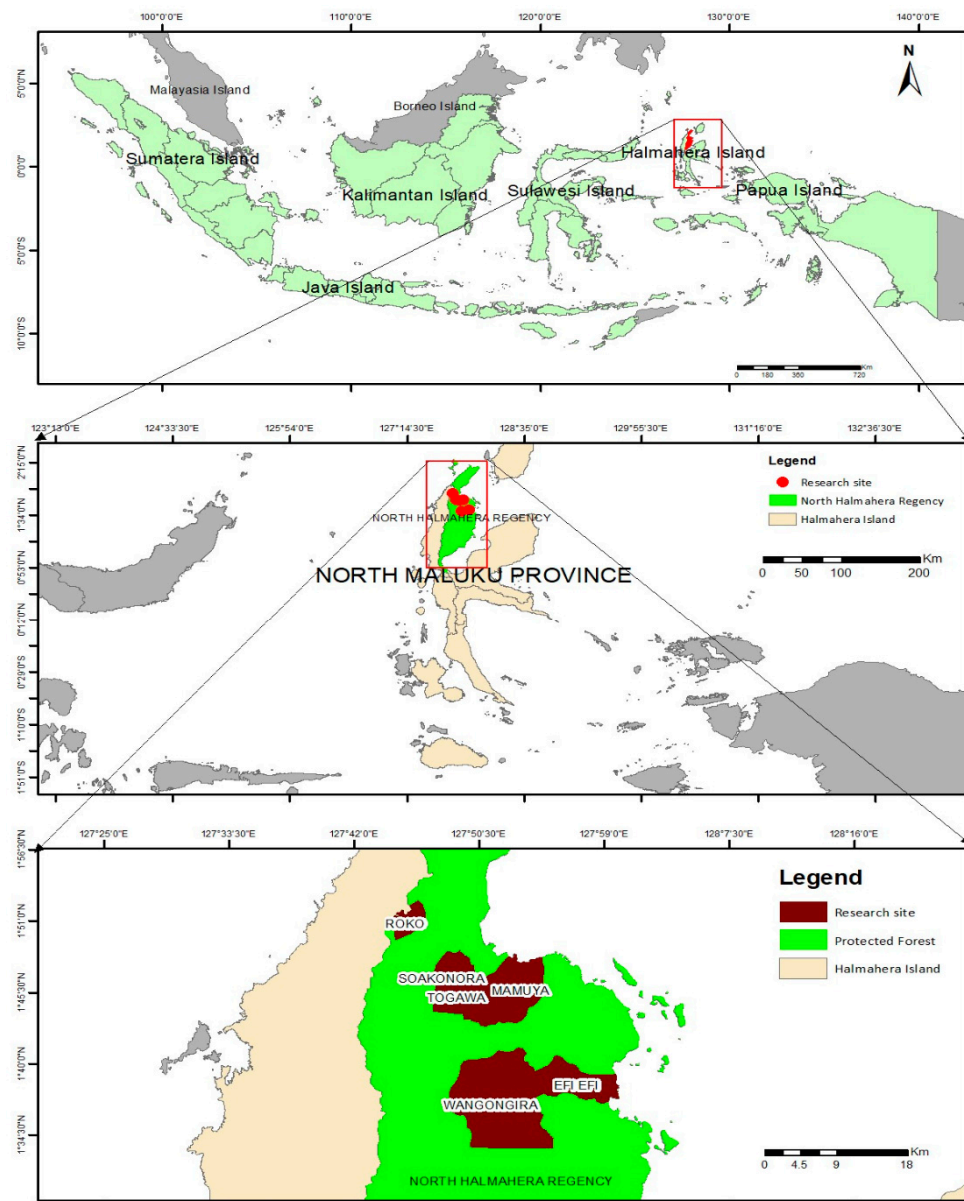 100°0'0"E 110°0'0"E 120°0'0"E 130°0'0"E 140°0'0"E
5°0'0"N
0°0'0"
5°0'0"S
10°0'0"S
N
Malayasia Island
Borneo Island
Sumatera Island
Halmahera Island
Kalimantan Island
Sulawesi Island
Papua Island
Java Island
Km
0 180 360 720
123°13'0"E 124°33'30"E 125°54'0"E 127°14'30"E 128°35'0"E 129°55'30"E 131°16'0"E 132°36'30"E
2°15'0"N
1°34'0"N
0°53'0"N
0°12'0"N
0°29'0"S
1°10'0"S
1°51'0"S
Legend
Research site
North Halmahera Regency
Halmahera Island
NORTH HALMAHERA REGENCY
NORTH MALUKU PROVINCE
Km
0 50 100 200
127°25'0"E 127°33'30"E 127°42'0"E 127°50'30"E 127°59'0"E 128°7'30"E 128°16'0"E
1°56'30"N
1°51'0"N
1°45'30"N
1°40'0"N
1°34'30"N
Legend
Research site
Protected Forest
Halmahera Island
ROKO
SOAKONORA
TOGAWA
MAMUYA
EFI EFI
WANGONGIRA
NORTH HALMAHERA REGENCY
Km
0 4.5 9 18